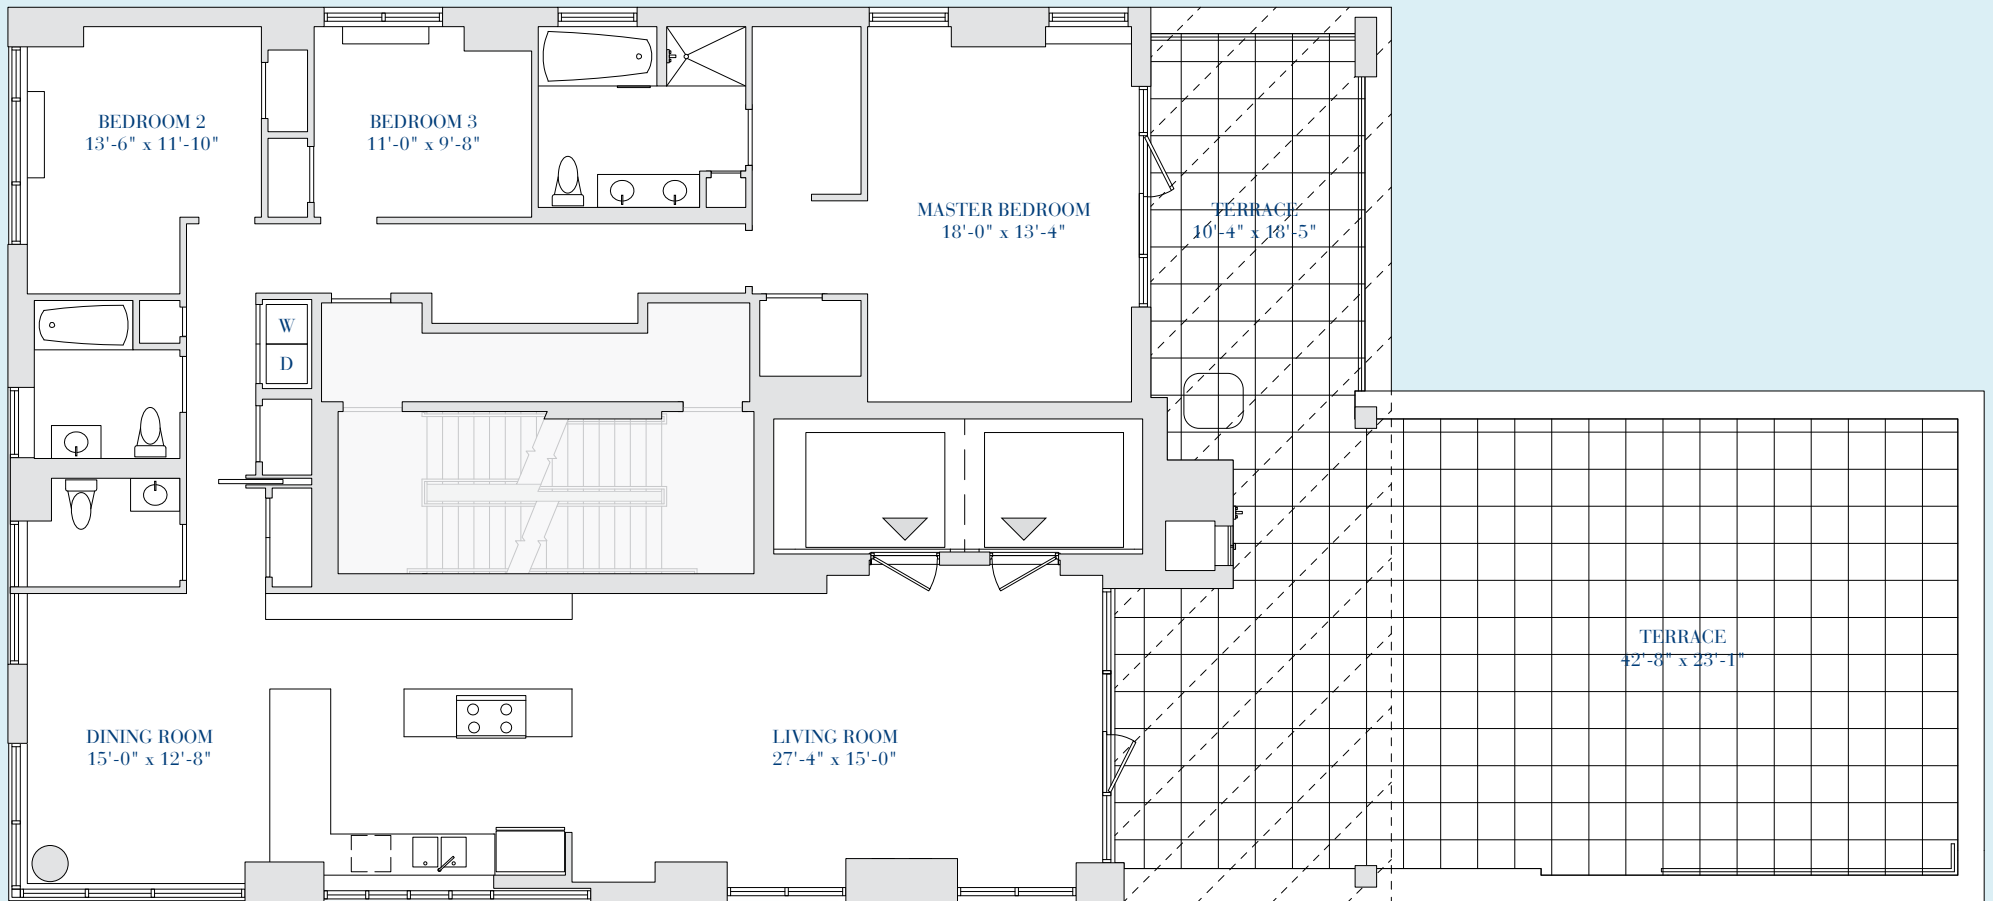 BEDROOM 2
13'-6" x 11'-10"
BEDROOM 3
11'-0" x 9'-8"
MASTER BEDROOM
18'-0" x 13'-4"
TERRACE
10'-4" x 18'-5"
W
D
TERRACE
42'-8" x 23'-1"
DINING ROOM
15'-0" x 12'-8"
LIVING ROOM
27'-4" x 15'-0"